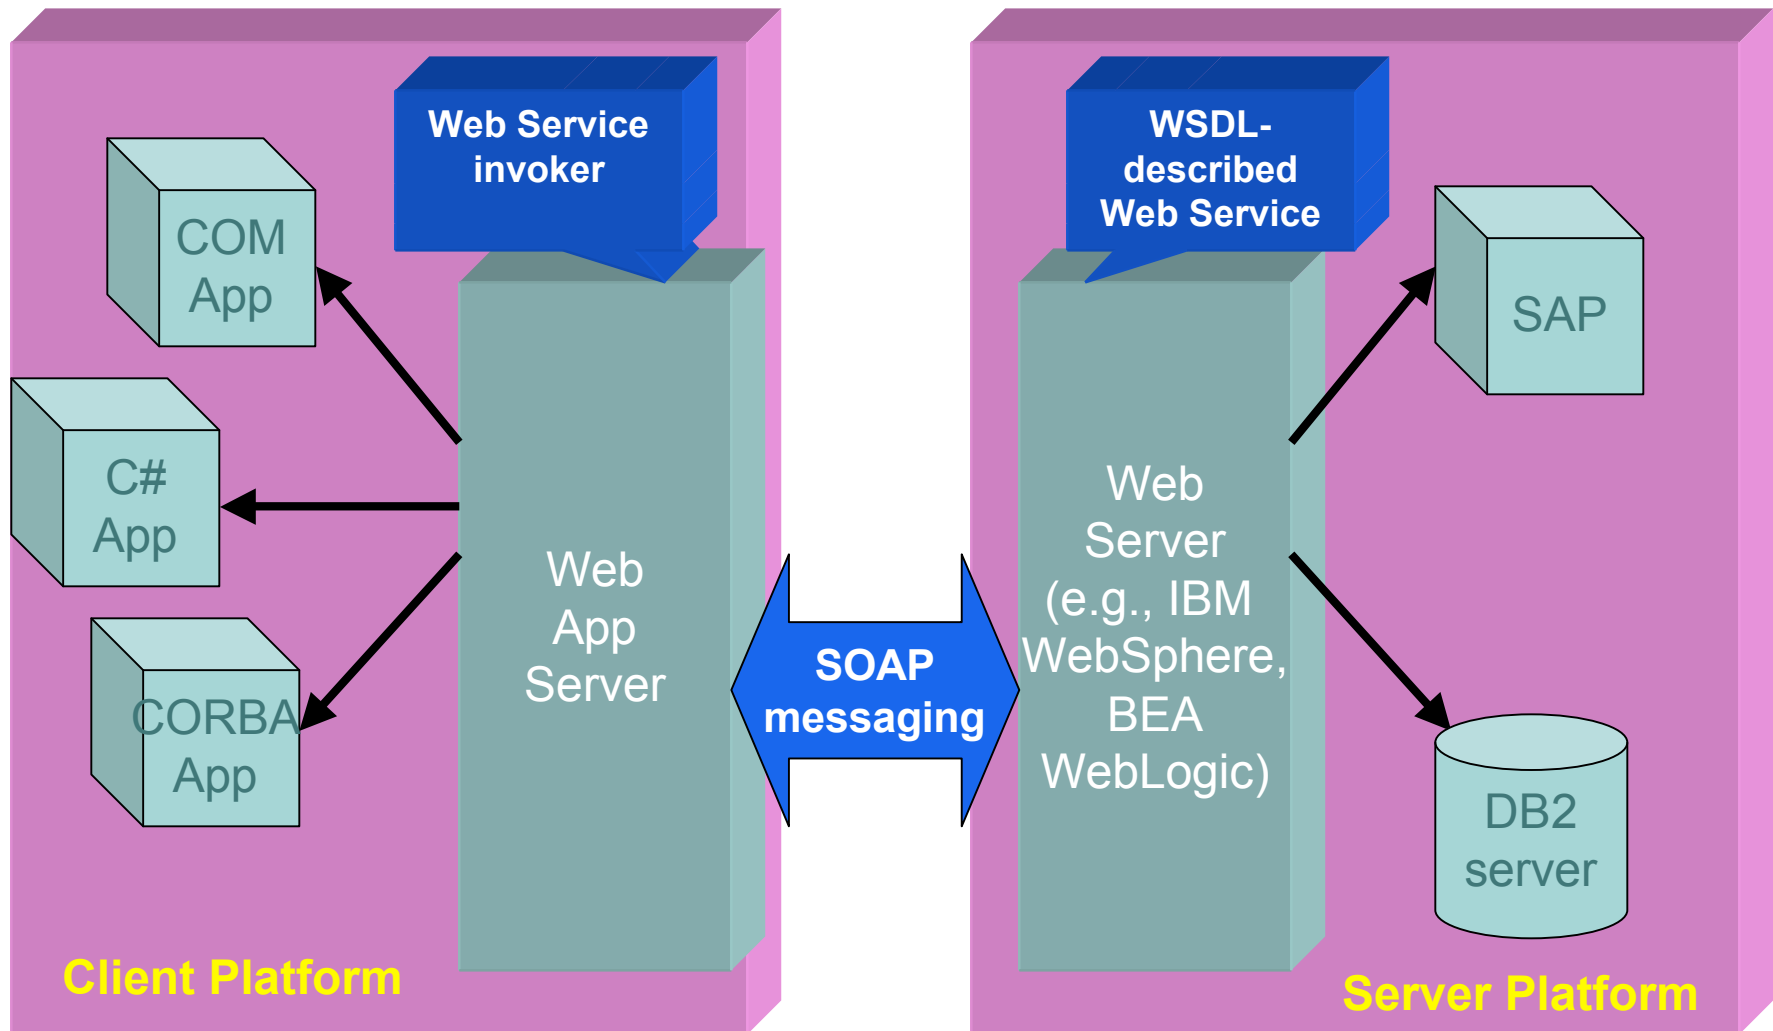 Web Service
invoker
WSDL-
described
Web Service
COM
App
C#
App
CORBA
App
Web
App
Server
SOAP
messaging
Web
Server
(e.g., IBM
WebSphere,
BEA
WebLogic)
SAP
DB2
server
Client Platform
Server Platform